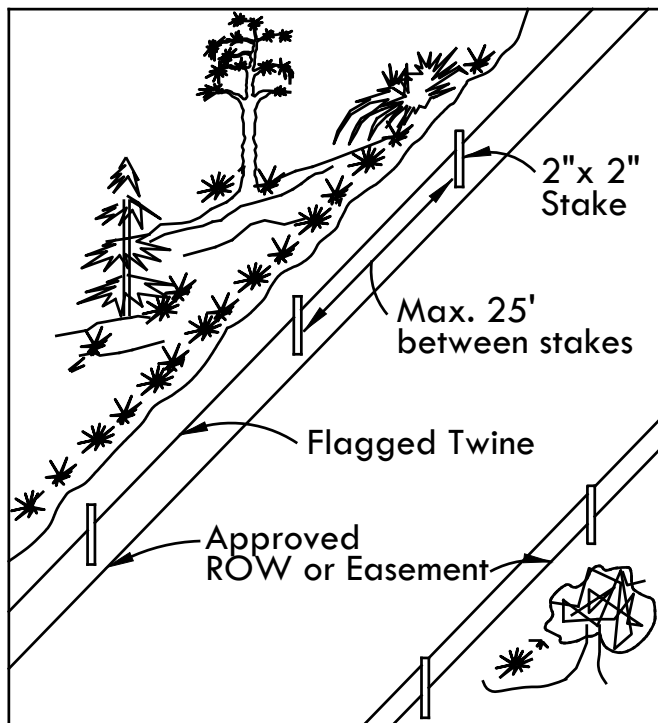 2"x 2"
Stake
Max. 25'
between stakes
Flagged Twine
Approved
ROW or Easement